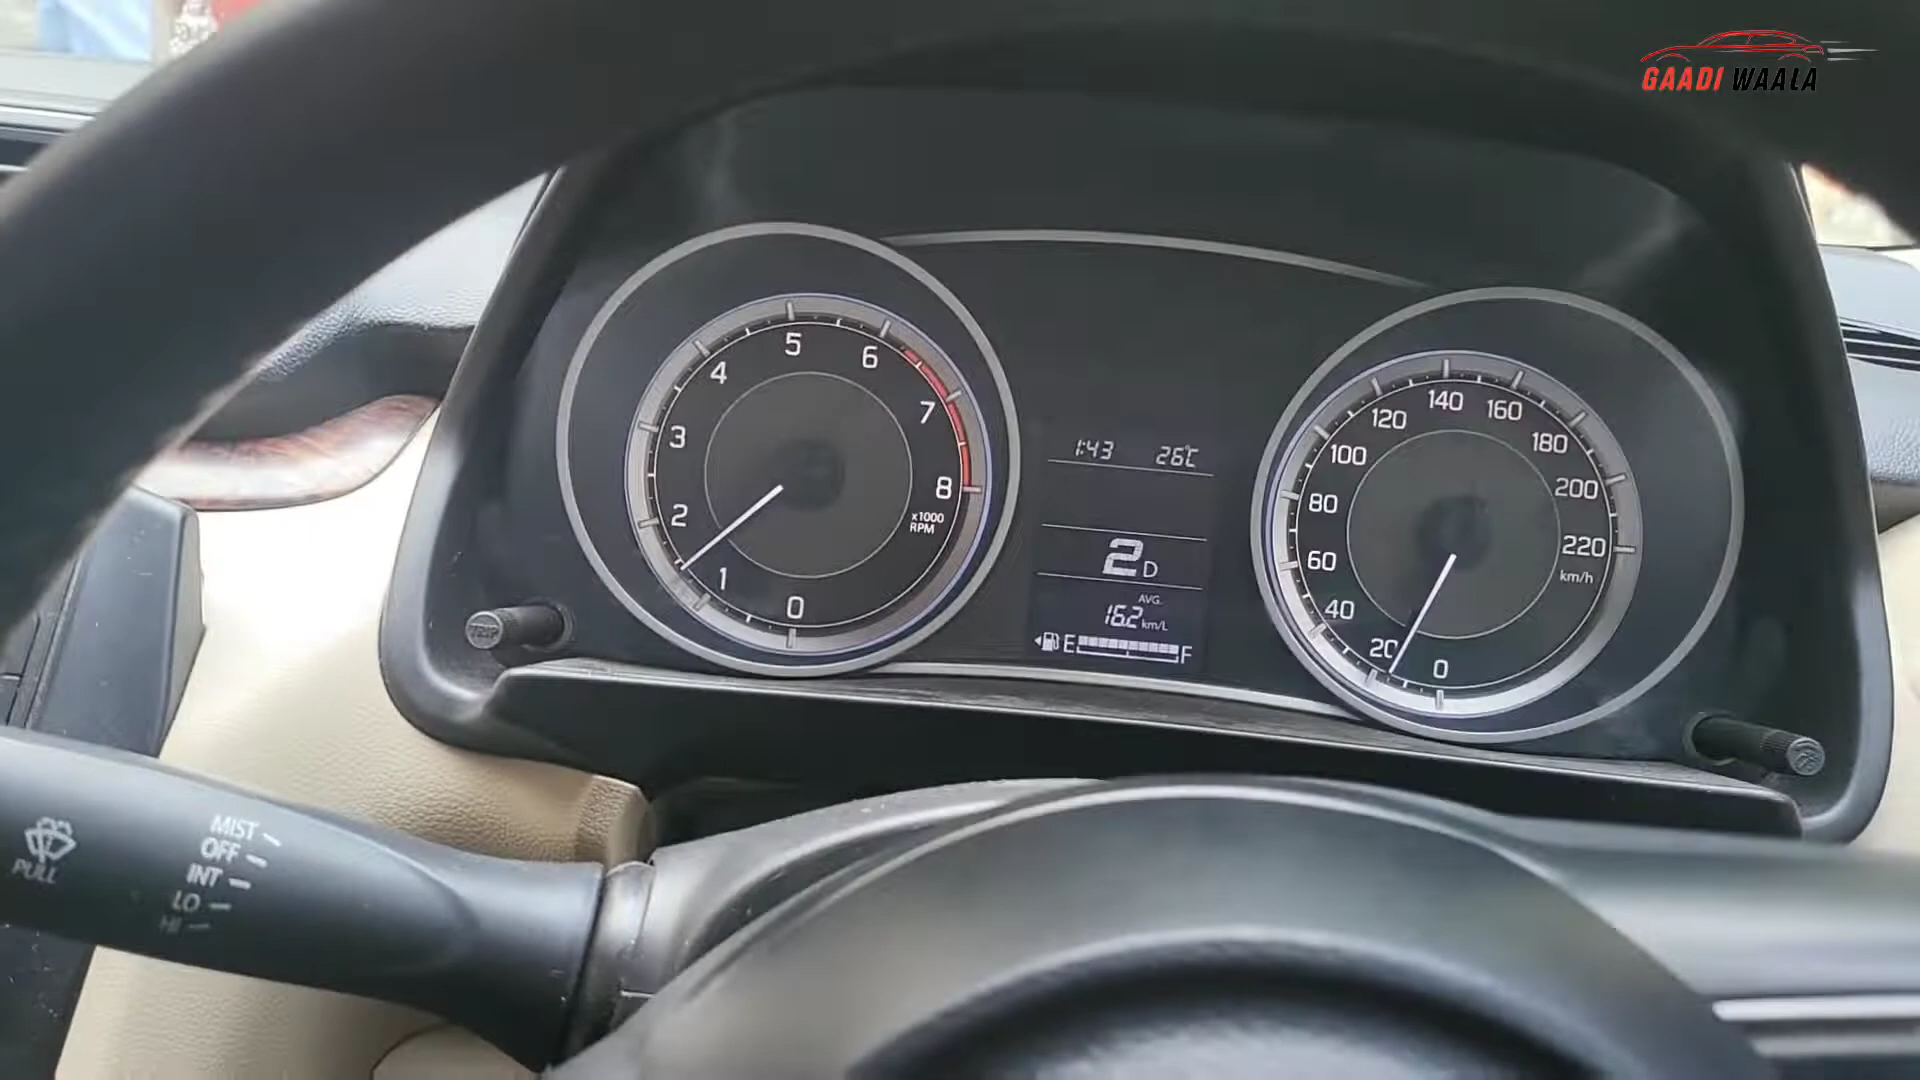 GAADI WAALA
5
4
6
3
7
2
8
x1000
RPM
1
0
1:43 26℃
2 D
AVG.
16.2 km/L
E F
140
120
160
100
180
80
200
60
220
km/h
40
20
0
TRIP
MIST
OFF
INT
LO
HI
PULL